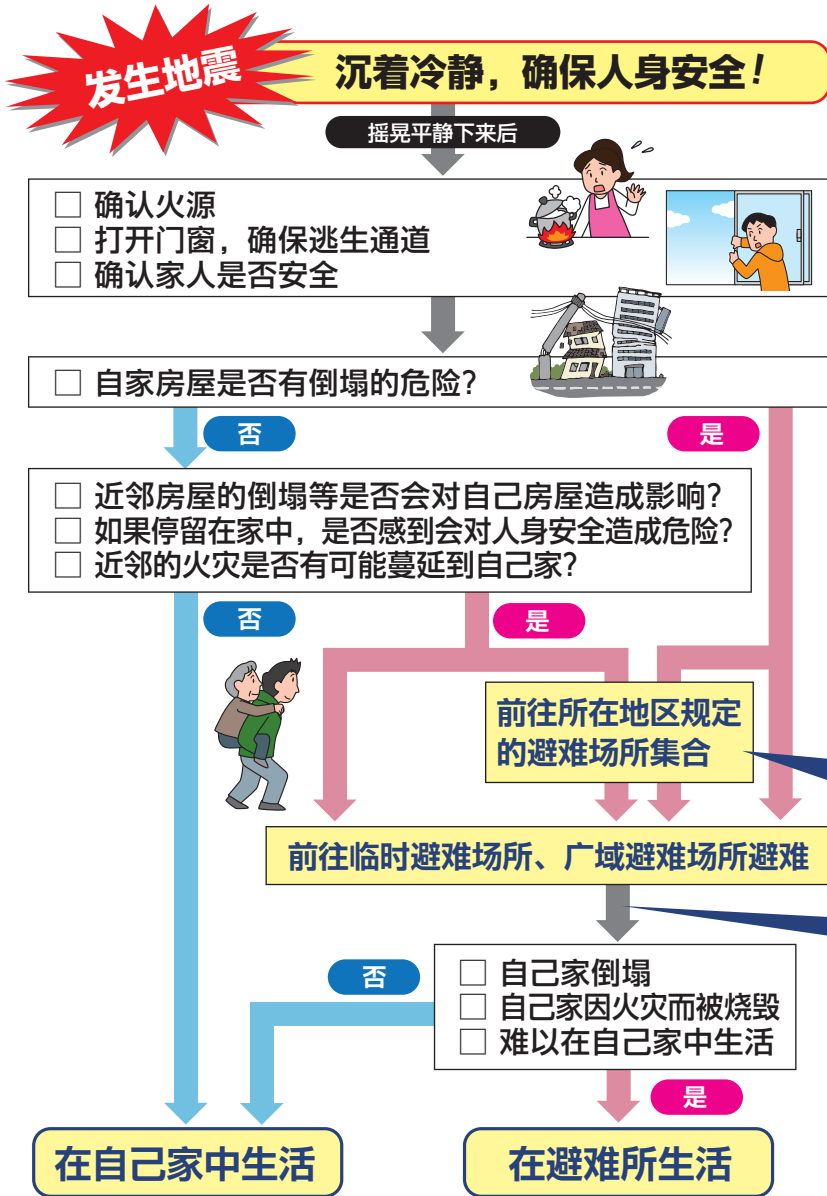 发生地震
沉着冷静，确保人身安全！
摇晃平静下来后
□ 确认火源
□ 打开门窗，确保逃生通道
□ 确认家人是否安全
□ 自家房屋是否有倒塌的危险？
否
是
□ 近邻房屋的倒塌等是否会对自己房屋造成影响？
□ 如果停留在家中，是否感到会对人身安全造成危险？
□ 近邻的火灾是否有可能蔓延到自己家？
否
是
前往所在地区规定
的避难场所集合
前往临时避难场所、广域避难场所避难
否
□ 自己家倒塌
□ 自己家因火灾而被烧毁
□ 难以在自己家中生活
是
在自己家中生活
在避难所生活